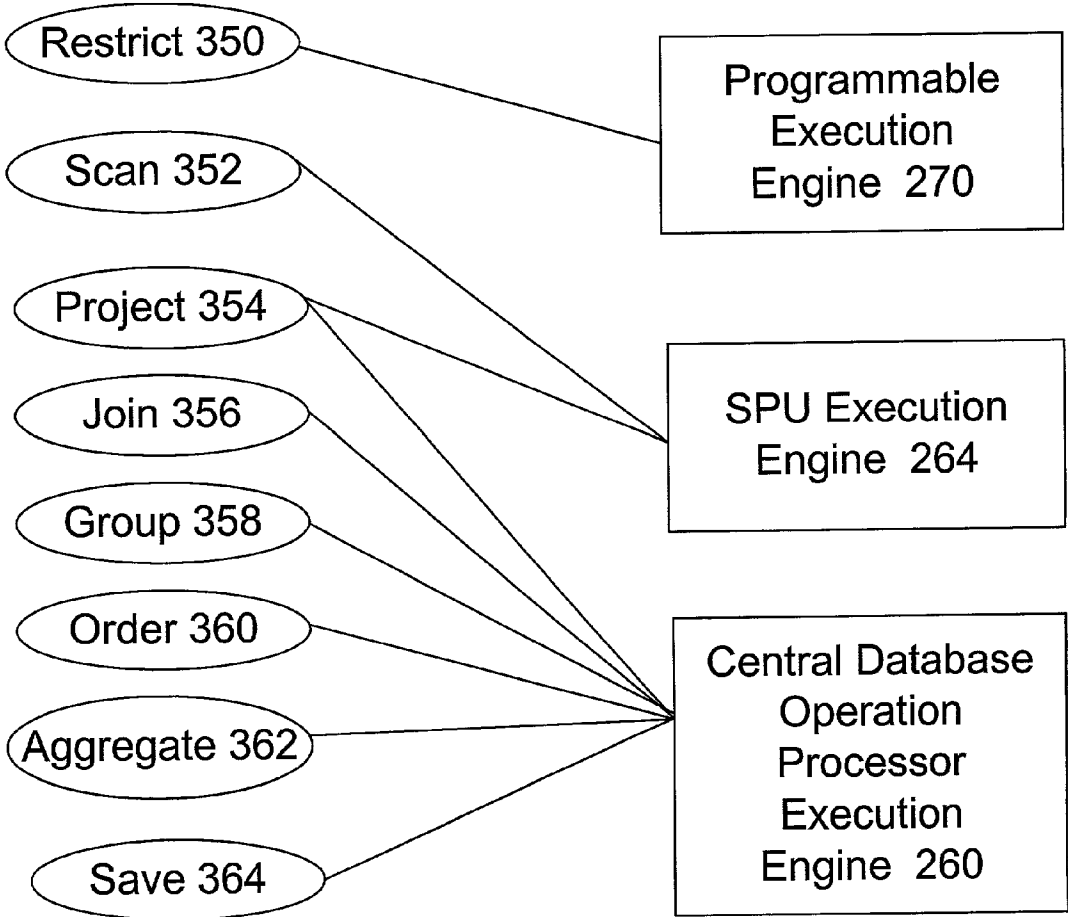 Restrict 350
Scan 352
Project 354
Join 356
Group 358
Order 360
Aggregate 362
Save 364
Programmable
Execution
Engine 270
SPU Execution
Engine 264
Central Database
Operation
Processor
Execution
Engine 260